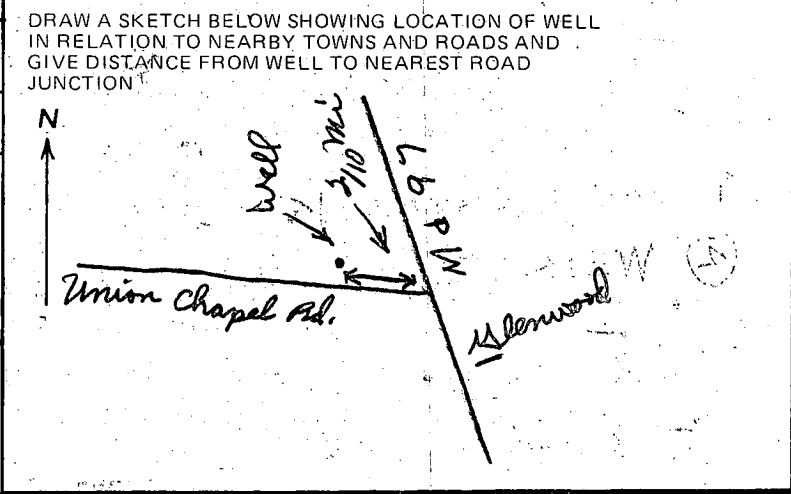 DRAW A SKETCH BELOW SHOWING LOCATION OF WELL
IN RELATION TO NEARBY TOWNS AND ROADS AND
GIVE DISTANCE FROM WELL TO NEAREST ROAD
JUNCTION
N
Well
3/10 mi
Md 97
Union Chapel Rd.
Glenwood
W